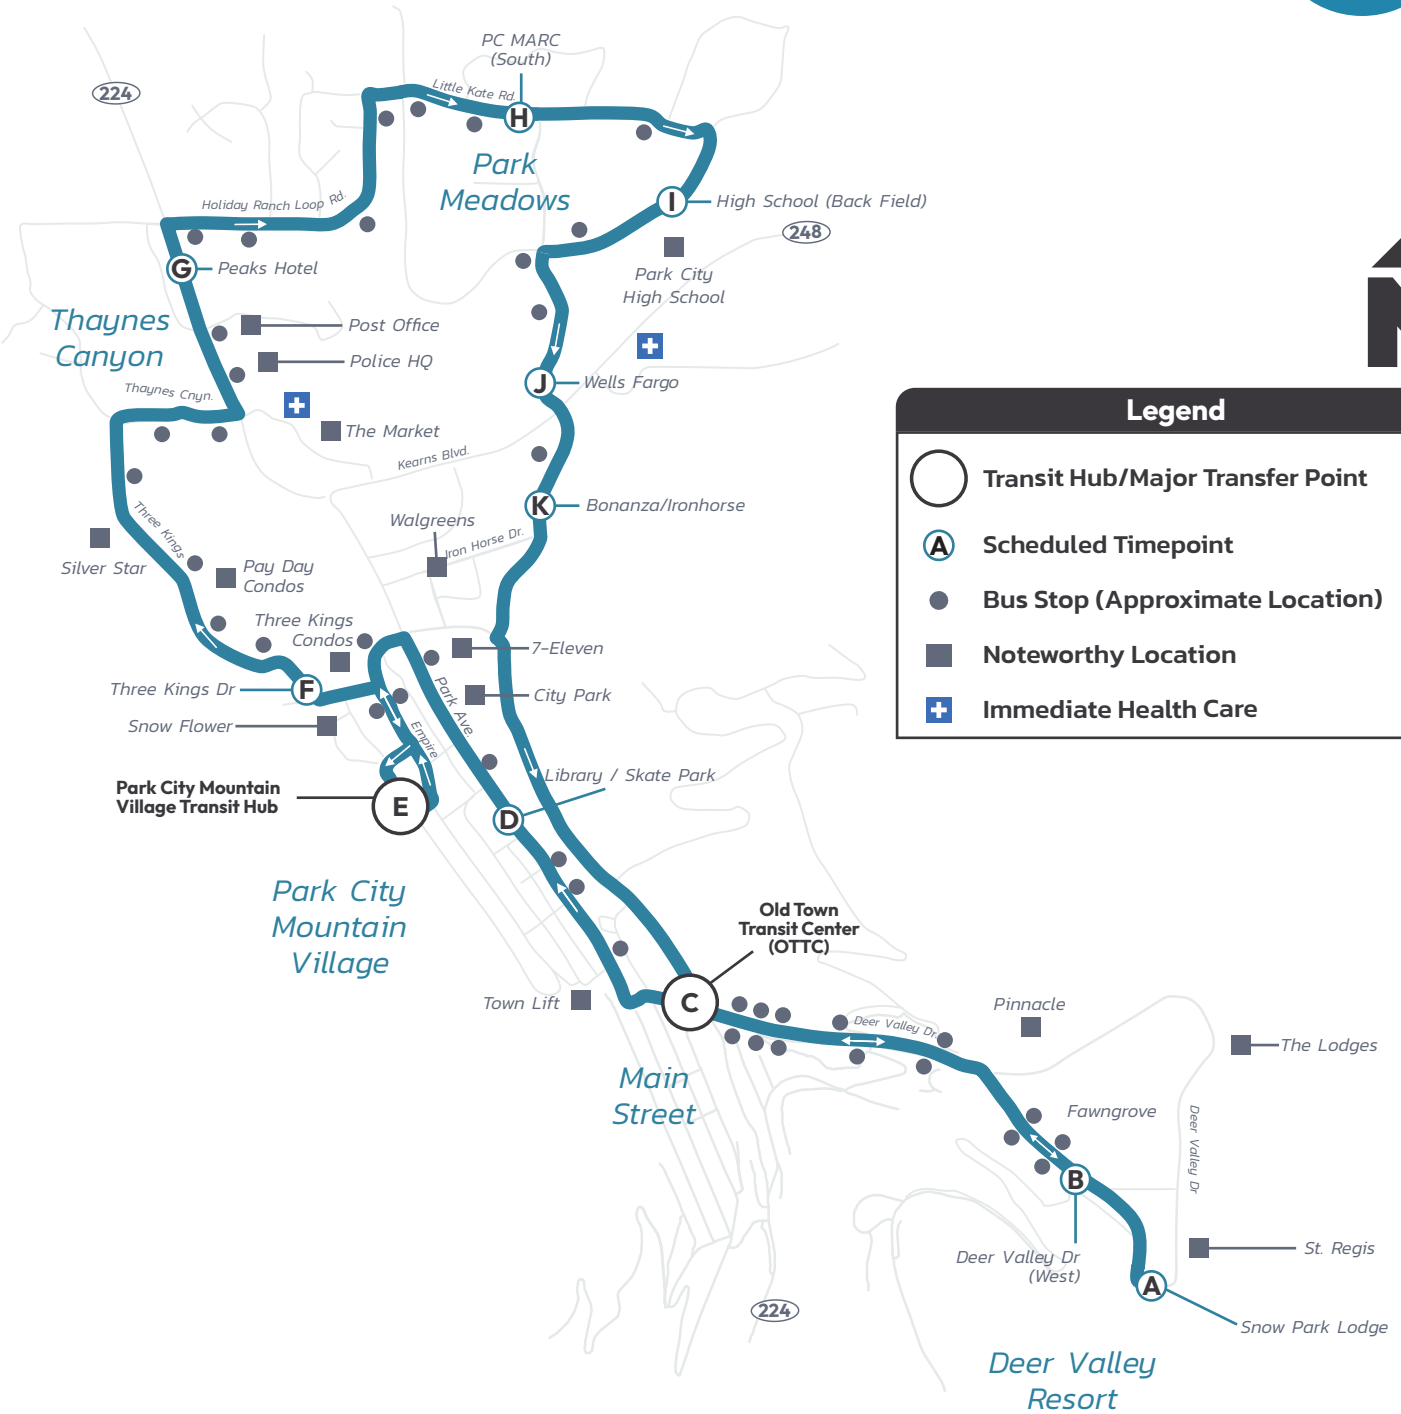 PC MARC
(South)
224
Little Kate Rd.
H
Park
Meadows
Holiday Ranch Loop Rd.
I
High School (Back Field)
248
G
Peaks Hotel
Park City
High School
Thaynes
Canyon
Post Office
Police HQ
Thaynes Cnyn.
J
Wells Fargo
The Market
Kearns Blvd.
K
Bonanza/Ironhorse
Walgreens
Iron Horse Dr.
Three Kings
Silver Star
Pay Day
Condos
Three Kings
Condos
7-Eleven
Three Kings Dr
F
Park Ave.
City Park
Snow Flower
Empire
Library / Skate Park
Park City Mountain
Village Transit Hub
E
D
Park City
Mountain
Village
Old Town
Transit Center
(OTTC)
Town Lift
C
Deer Valley Dr.
Pinnacle
The Lodges
Main
Street
Fawngrove
Deer Valley Dr
B
Deer Valley Dr
(West)
St. Regis
A
Snow Park Lodge
224
Deer Valley
Resort
Legend
Transit Hub/Major Transfer Point
A
Scheduled Timepoint
Bus Stop (Approximate Location)
Noteworthy Location
Immediate Health Care